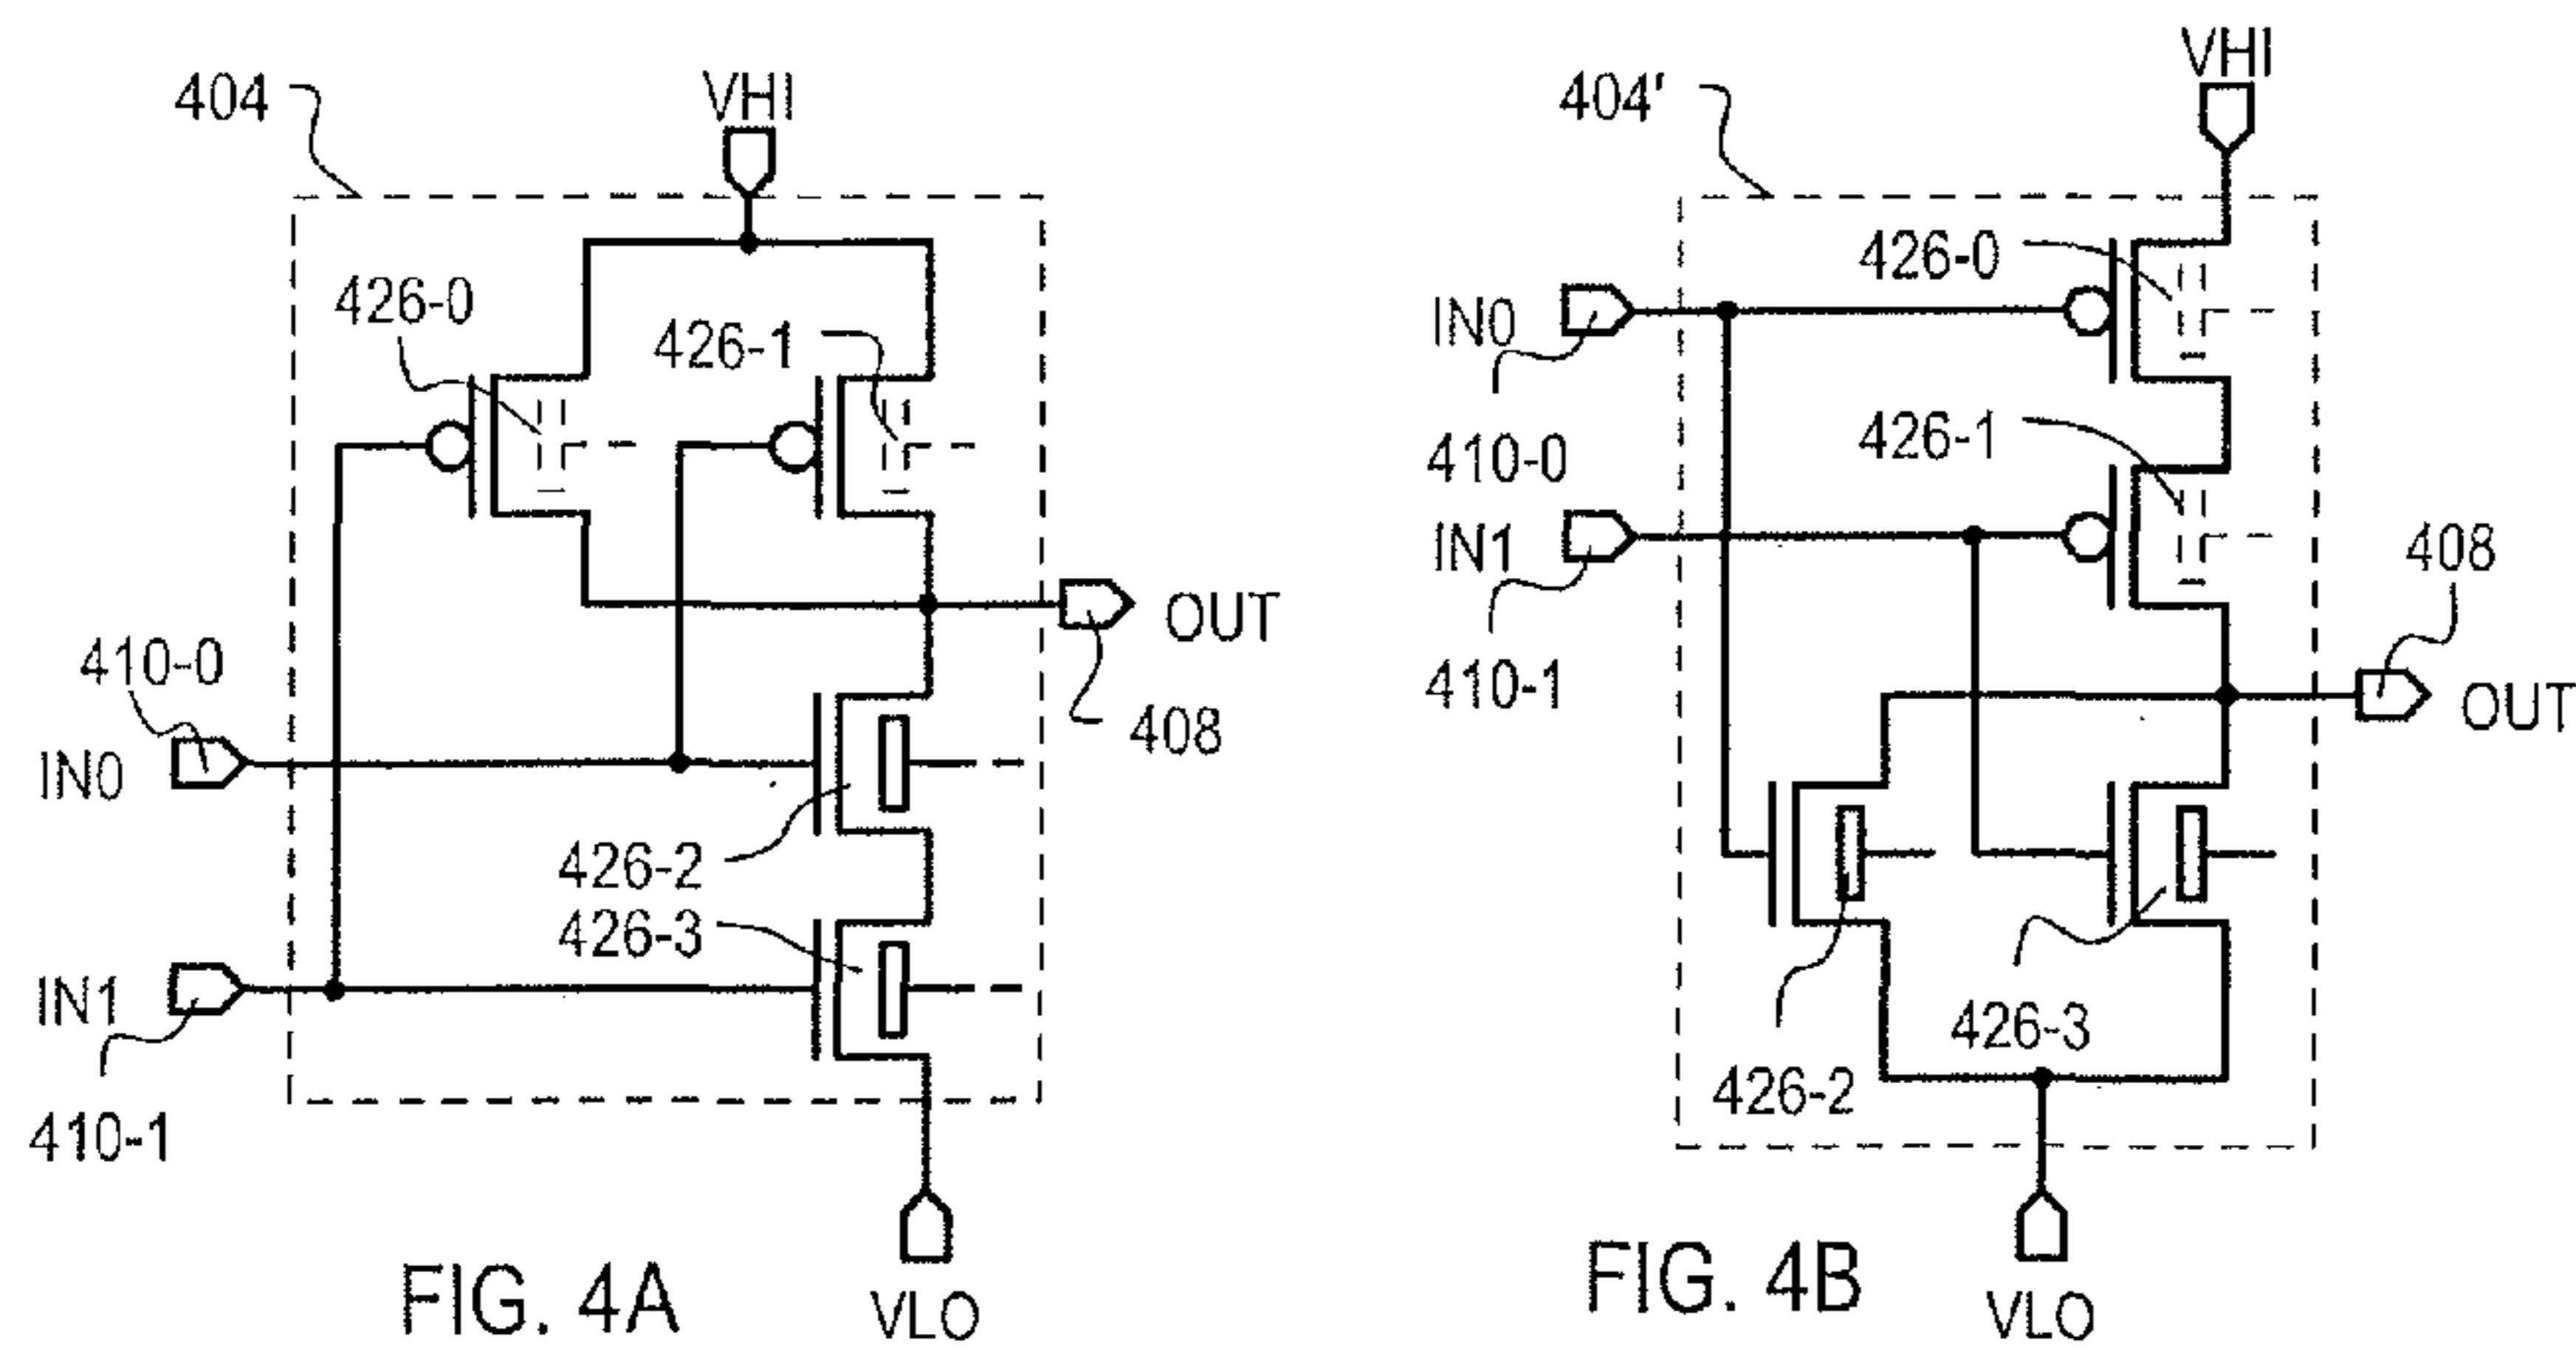 404
VHI
426-0
426-1
410-0
IN0
OUT
408
426-2
426-3
IN1
410-1
VLO
FIG. 4A
404'
VHI
426-0
IN0
410-0
426-1
IN1
410-1
408
OUT
426-3
426-2
VLO
FIG. 4B